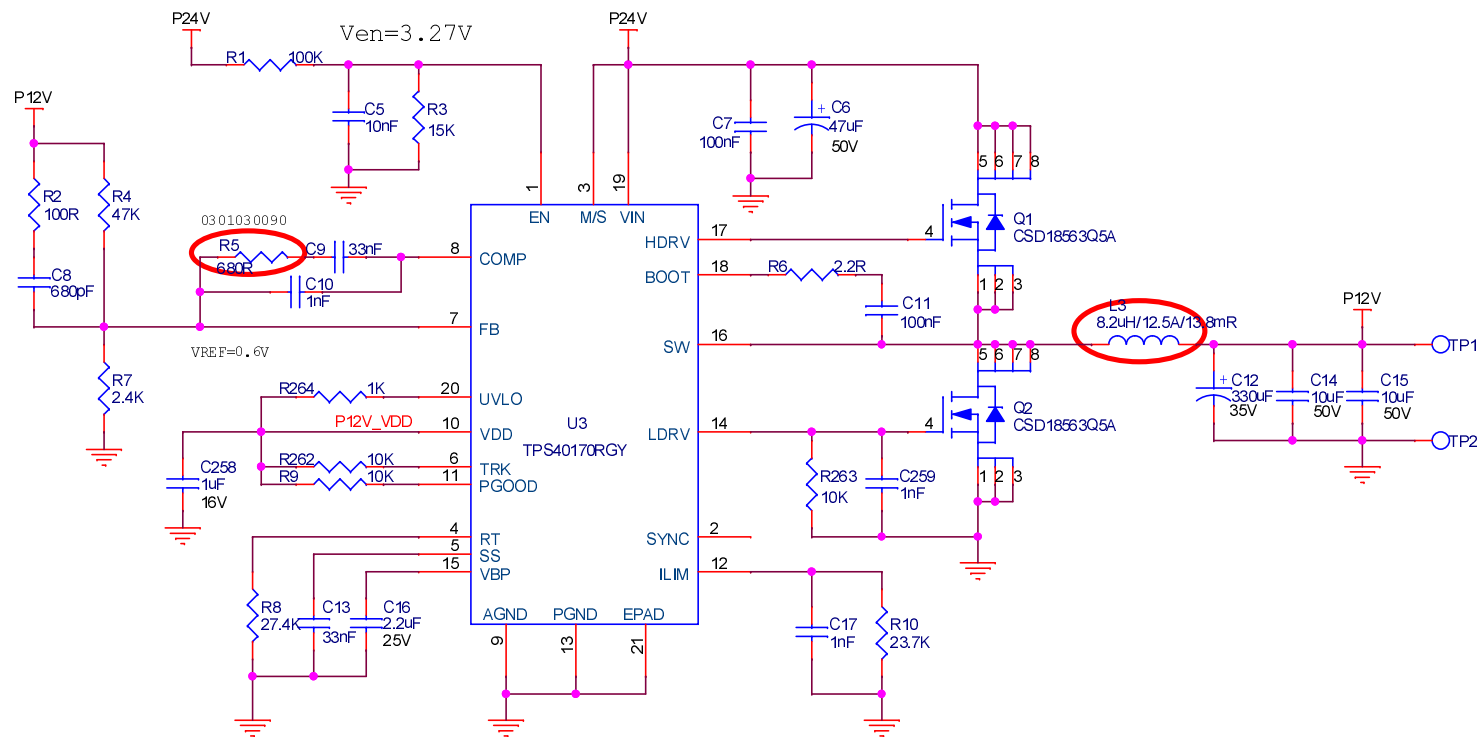 P24V
Ven=3.27V
P24V
R1
100K
C5
10nF
R3
15K
C7
100nF
+
C6
47uF
50V
P12V
R2
100R
R4
47K
0301030090
R5
680R
C9
33nF
C10
1nF
C8
680pF
VREF=0.6V
R7
2.4K
1
3
19
EN
M/S
VIN
8
COMP
7
FB
20
UVLO
10
VDD
6
TRK
11
PGOOD
4
RT
5
SS
15
VBP
HDRV
17
BOOT
18
SW
16
LDRV
14
SYNC
2
ILIM
12
U3
TPS40170RGY
AGND
PGND
EPAD
9
13
21
R264
1K
P12V_VDD
R262
10K
R9
10K
C258
1uF
16V
R8
27.4K
C13
33nF
C16
2.2uF
25V
R6
2.2R
C11
100nF
5
6
7
8
4
Q1
CSD18563Q5A
1
2
3
L3
8.2uH/12.5A/13.8mR
5
6
7
8
4
Q2
CSD18563Q5A
1
2
3
R263
10K
C259
1nF
C17
1nF
R10
23.7K
P12V
+
C12
330uF
35V
C14
10uF
50V
C15
10uF
50V
TP1
TP2